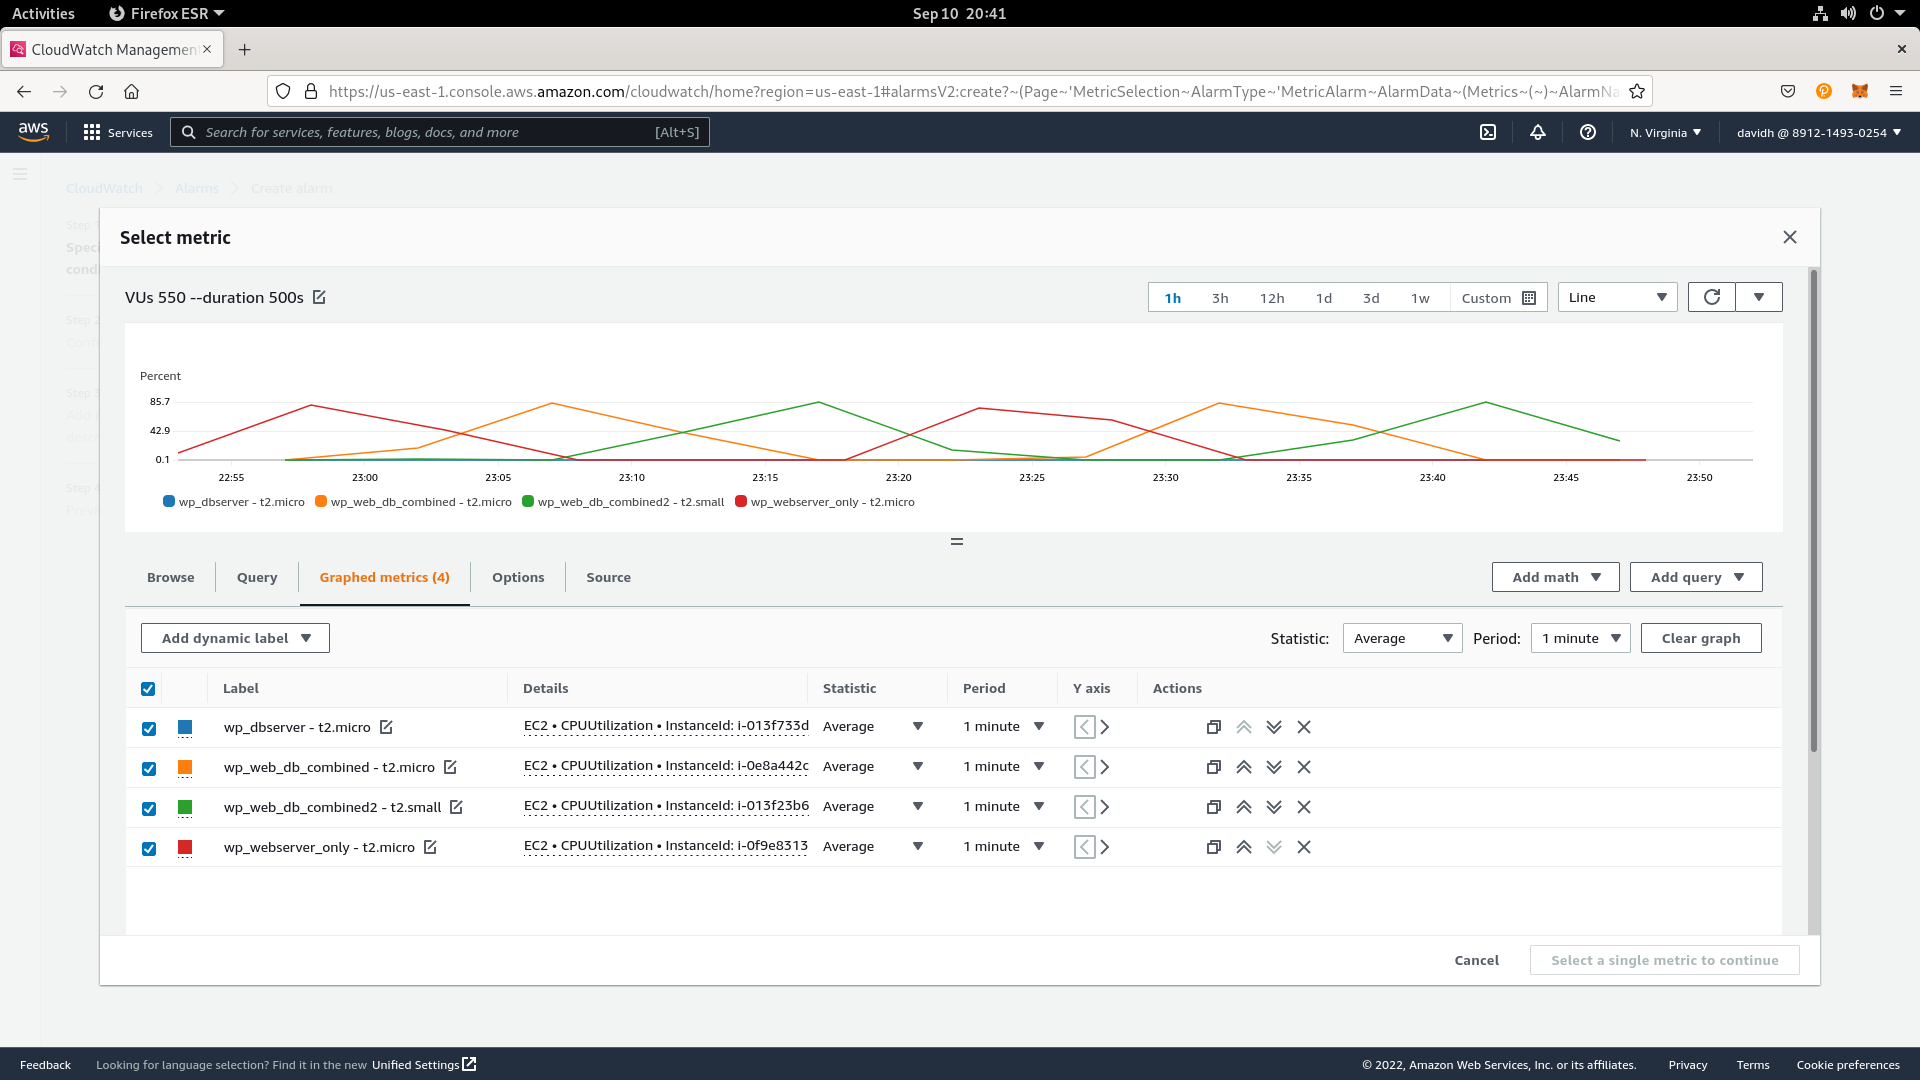 Activities Firefox ESR Sep 10 20:41
CloudWatch Managemen
https://us-east-1.console.aws.amazon.com/cloudwatch/home?region=us-east-1#alarmsV2:create?~(Page~'MetricSelection~AlarmType~'MetricAlarm~AlarmData~(Metrics~(~)~AlarmNa
aws Services Search for services, features, blogs, docs, and more [Alt+S] N. Virginia davidh @ 8912-1493-0254
CloudWatch Alarms Create alarm
Step 1
Speci
condi
Step 2
Step 3
Step 4
Select metric
VUs 550 --duration 500s 1h 3h 12h 1d 3d 1w Custom Line
Percent
85.7
42.9
0.1
22:55 23:00 23:05 23:10 23:15 23:20 23:25 23:30 23:35 23:40 23:45 23:50
wp_dbserver - t2.micro wp_web_db_combined - t2.micro wp_web_db_combined2 - t2.small wp_webserver_only - t2.micro
Browse Query Graphed metrics (4) Options Source Add math Add query
Add dynamic label Statistic: Average Period: 1 minute Clear graph
Label Details Statistic Period Y axis Actions
wp_dbserver - t2.micro EC2 • CPUUtilization • InstanceId: i-013f733d Average 1 minute
wp_web_db_combined - t2.micro EC2 • CPUUtilization • InstanceId: i-0e8a442c Average 1 minute
wp_web_db_combined2 - t2.small EC2 • CPUUtilization • InstanceId: i-013f23b6 Average 1 minute
wp_webserver_only - t2.micro EC2 • CPUUtilization • InstanceId: i-0f9e8313 Average 1 minute
Cancel Select a single metric to continue
Feedback Looking for language selection? Find it in the new Unified Settings © 2022, Amazon Web Services, Inc. or its affiliates. Privacy Terms Cookie preferences